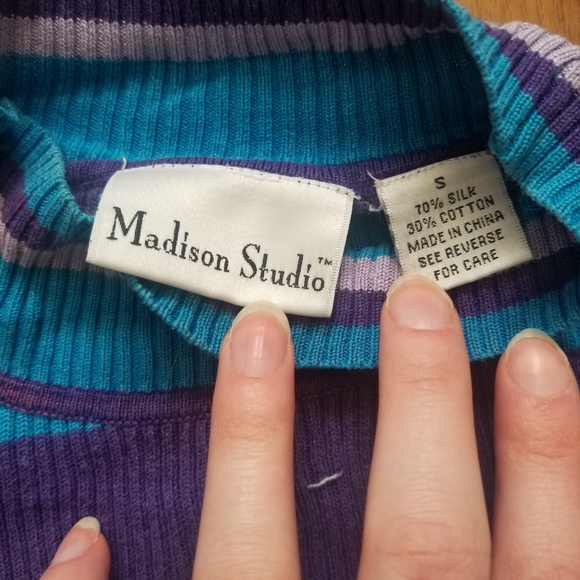 Madison Studio™
S
70% SILK
30% COTTON
MADE IN CHINA
SEE REVERSE
FOR CARE